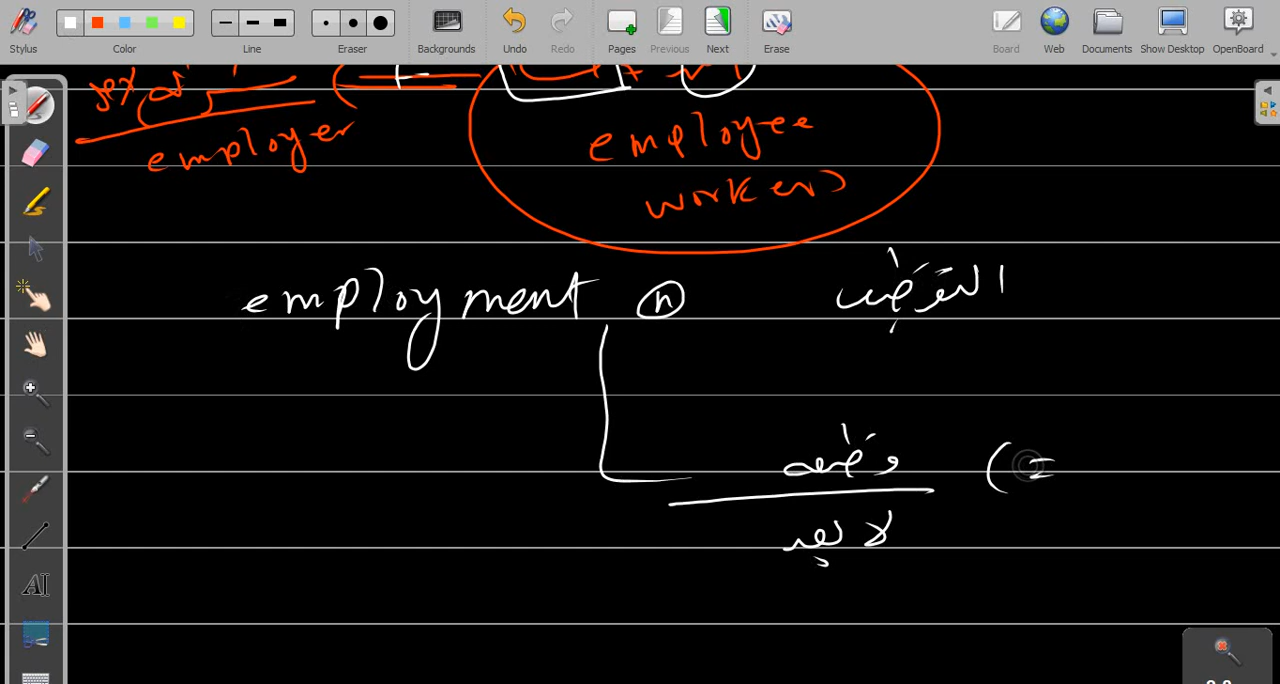 Stylus Color Line Eraser Backgrounds Undo Redo Pages Previous Next Erase Board Web Documents Show Desktop OpenBoard
employer
employee
workers
employment n التوظيف
وظيفة (=
لا تعد